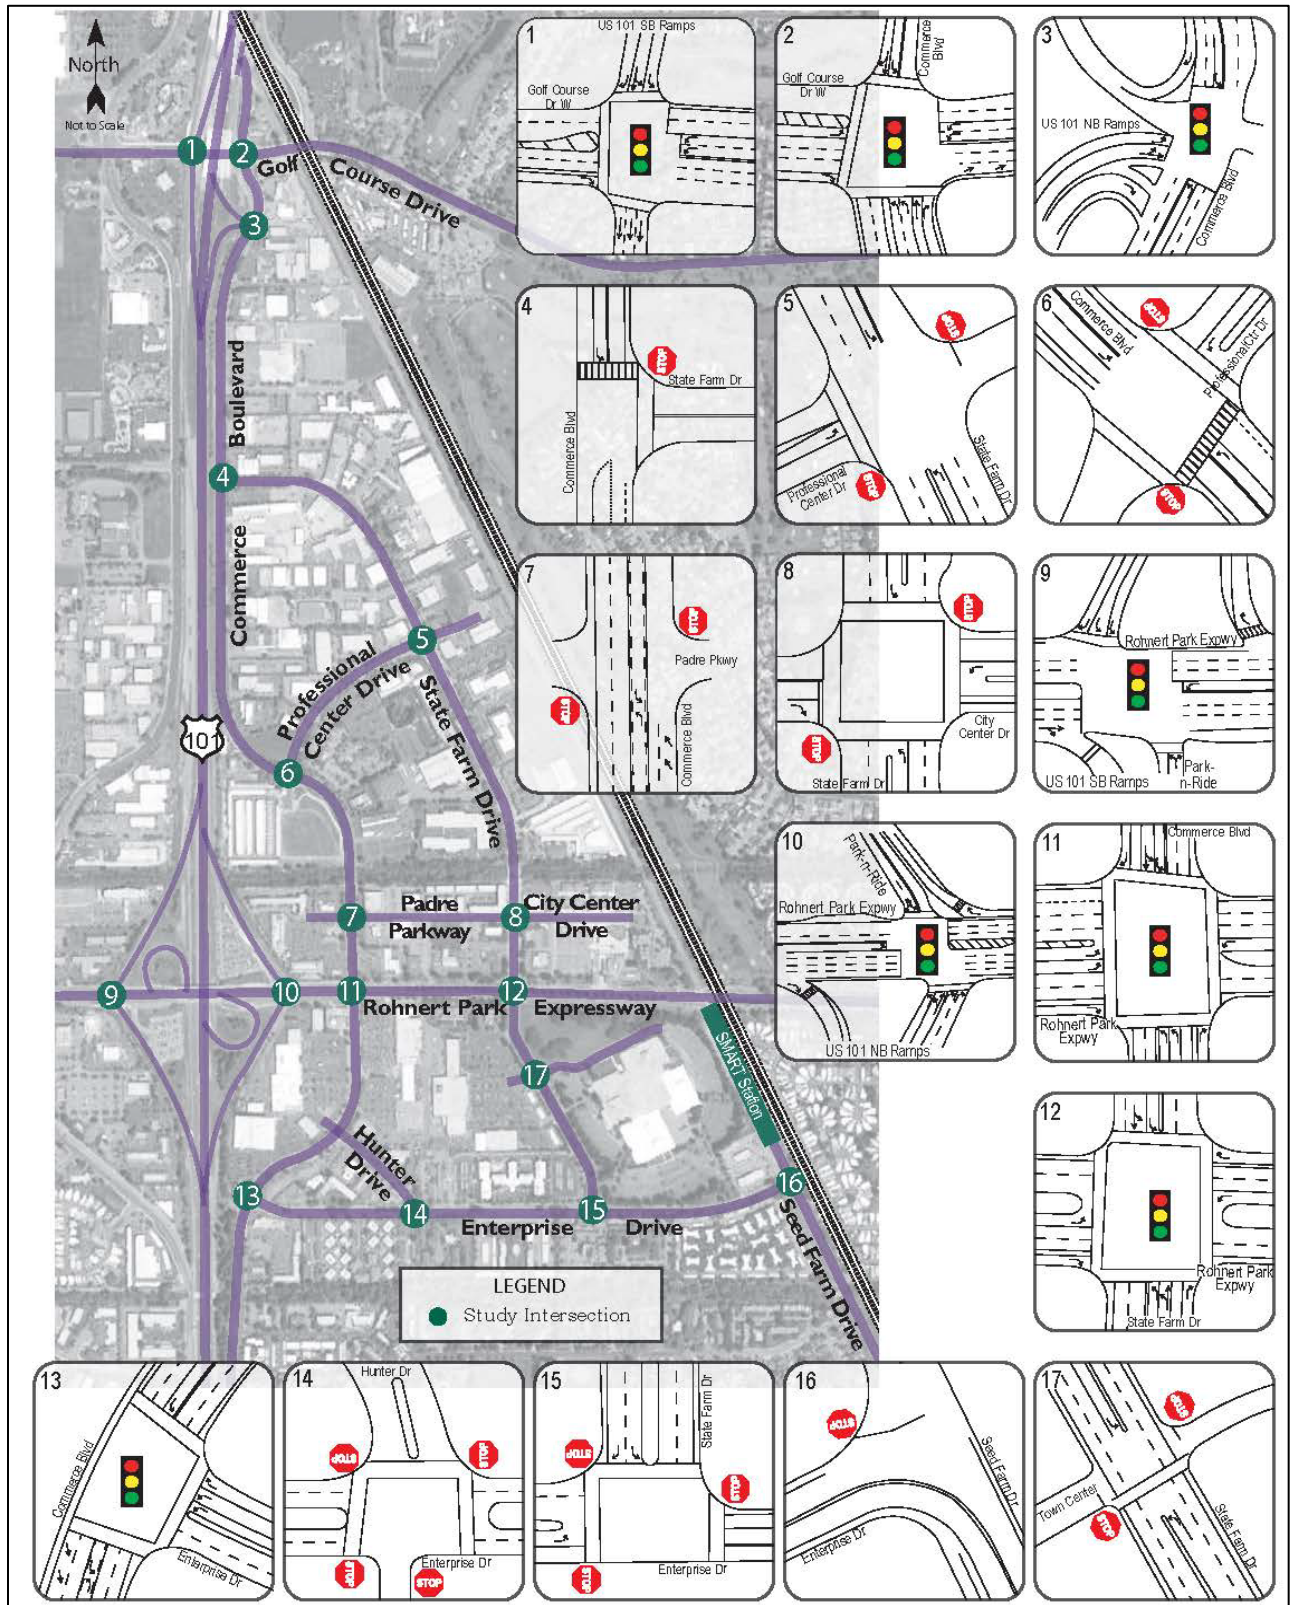 North
Not to Scale
1
2
Golf
Course Drive
3
Boulevard
4
Commerce
5
Professional
Center Drive
State Farm Drive
101
6
7
Padre
Parkway
8
City Center
Drive
9
10
11
Rohnert Park
12
Expressway
SMART Station
17
Hunter
Drive
13
14
Enterprise
15
Drive
16
Seed Farm Drive
LEGEND
Study Intersection
1
US 101 SB Ramps
Golf Course
Dr W
2
Commerce
Blvd
Golf Course
Dr W
3
US 101 NB Ramps
Commerce Blvd
4
STOP
State Farm Dr
Commerce Blvd
5
STOP
Professional
Center Dr
STOP
State Farm Dr
6
Commerce Blvd
STOP
Professional Ctr Dr
STOP
7
STOP
Padre Pkwy
STOP
Commerce Blvd
8
STOP
City
Center Dr
STOP
State Farm Dr
9
Rohnert Park Expwy
US 101 SB Ramps
Park-
n-Ride
10
Park-n-Ride
Rohnert Park Expwy
US 101 NB Ramps
11
Commerce Blvd
Rohnert Park
Expwy
12
Rohnert Park
Expwy
State Farm Dr
13
Commerce Blvd
Enterprise Dr
14
Hunter Dr
STOP
STOP
STOP
STOP
Enterprise Dr
15
State Farm Dr
STOP
STOP
STOP
Enterprise Dr
16
STOP
Seed Farm Dr
Enterprise Dr
17
STOP
Town Center
STOP
State Farm Dr